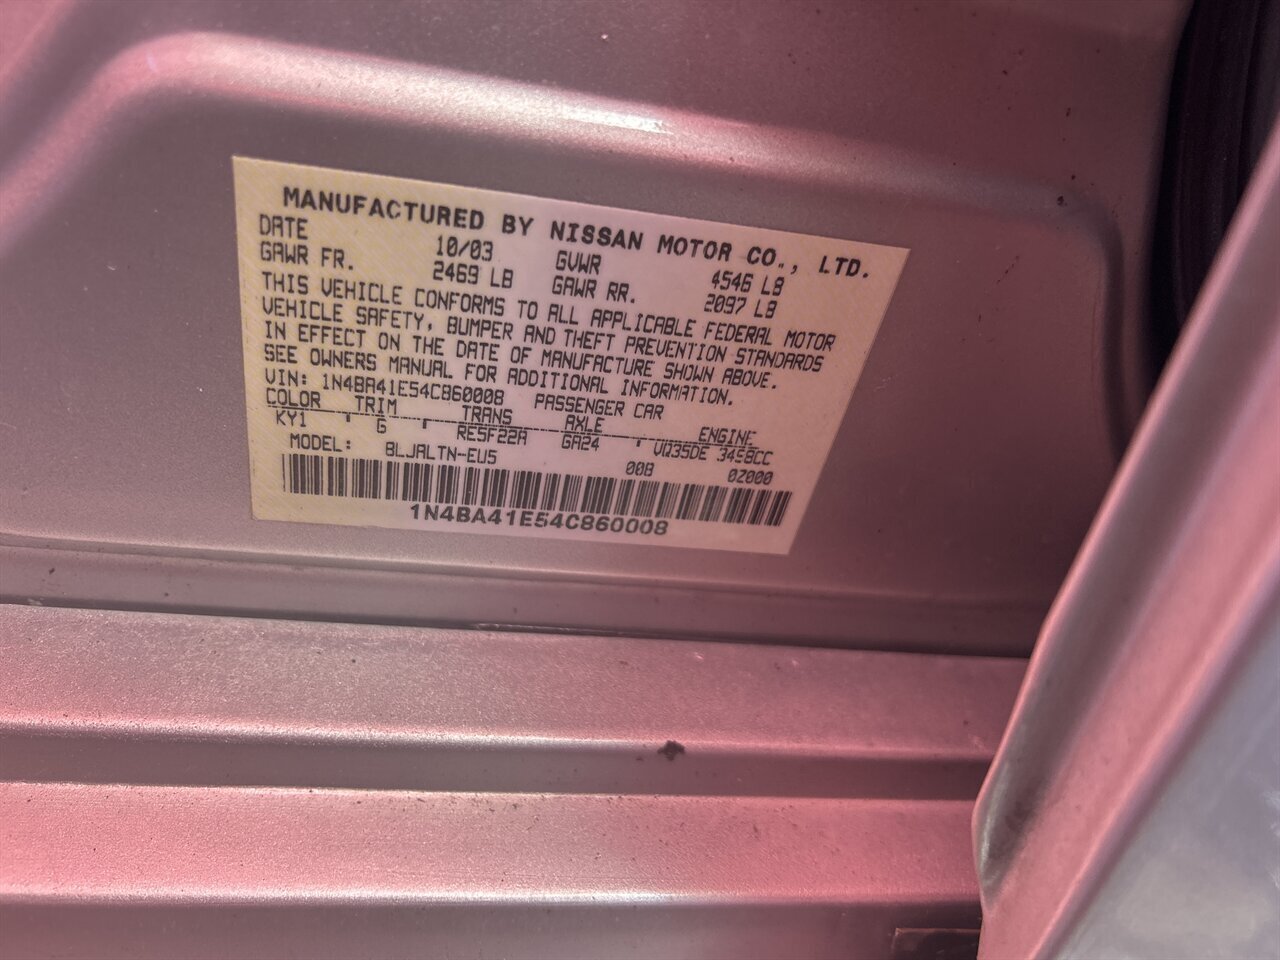 MANUFACTURED BY NISSAN MOTOR CO., LTD.
DATE 10/03 GVWR 4546 LB
GAWR FR. 2469 LB GAWR RR. 2097 LB
THIS VEHICLE CONFORMS TO ALL APPLICABLE FEDERAL MOTOR
VEHICLE SAFETY, BUMPER AND THEFT PREVENTION STANDARDS
IN EFFECT ON THE DATE OF MANUFACTURE SHOWN ABOVE.
SEE OWNERS MANUAL FOR ADDITIONAL INFORMATION.
VIN: 1N4BA41E54C860008 PASSENGER CAR
COLOR TRIM TRANS AXLE ENGINE
KY1 G RE5F22A GA24 VQ35DE 3498CC
MODEL: BLJALTN-EU5 008 02000
1N4BA41E54C860008